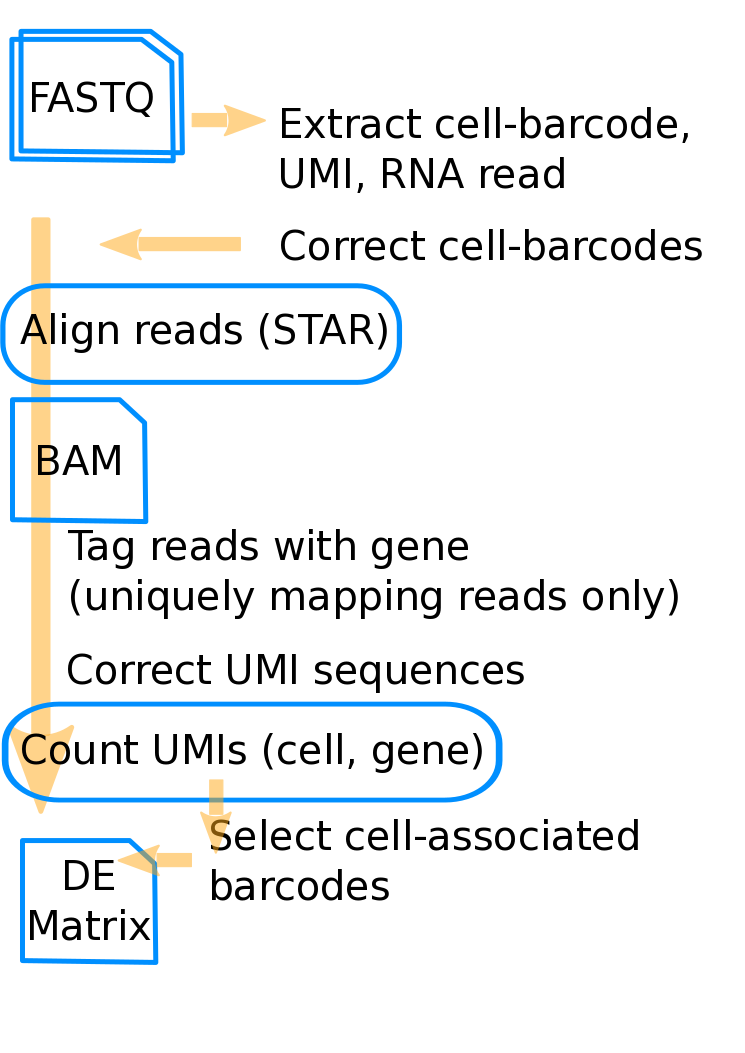 FASTQ
Extract cell-barcode,
UMI, RNA read
Correct cell-barcodes
Align reads (STAR)
BAM
Tag reads with gene
(uniquely mapping reads only)
Correct UMI sequences
Count UMIs (cell, gene)
Select cell-associated
barcodes
DE
Matrix